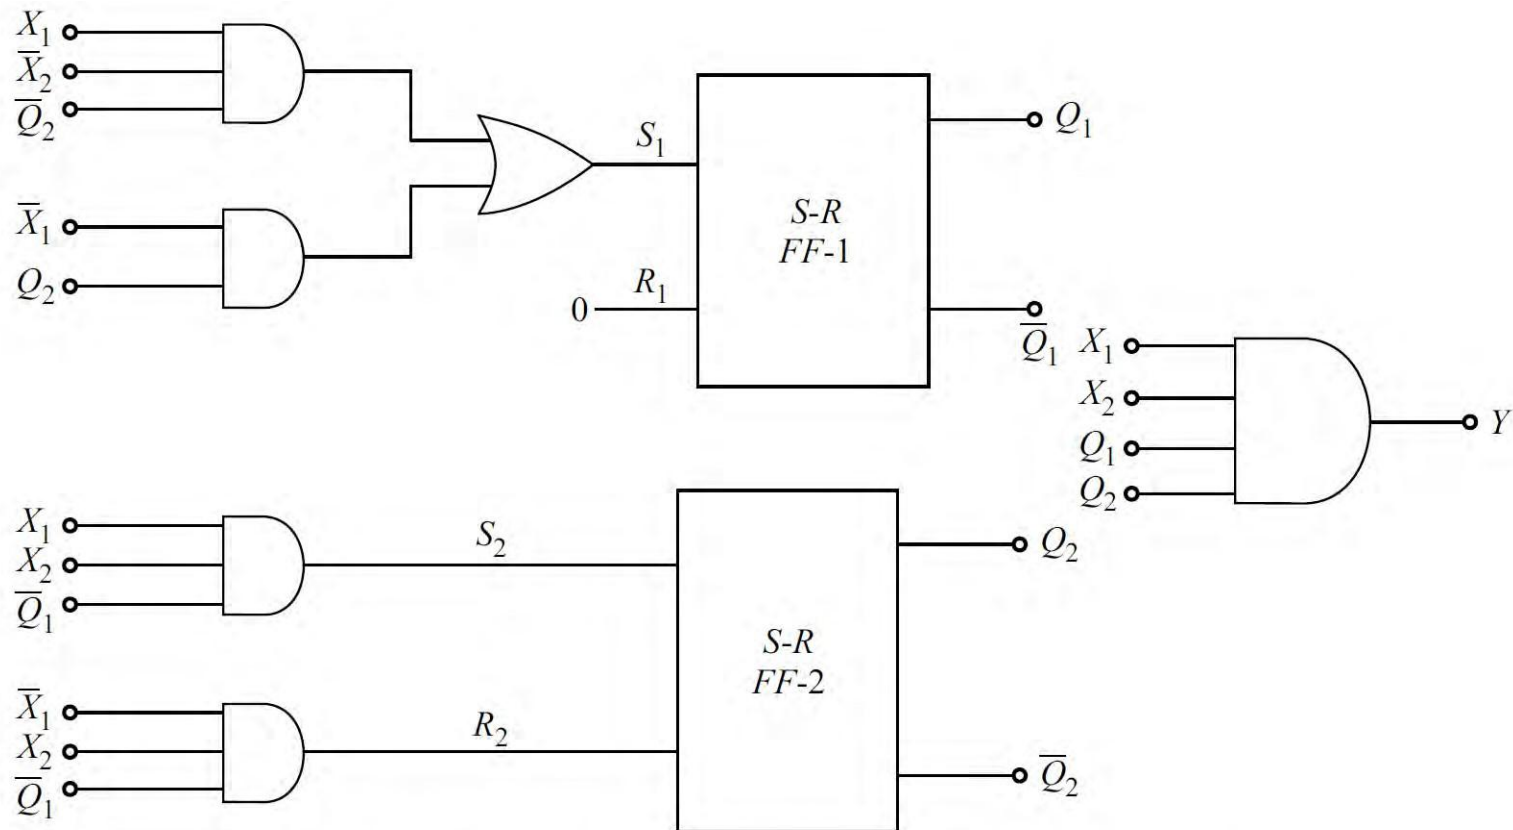 X₁
X̅₂
Q̅₂
X̅₁
Q₂
S₁
0
R₁
S-R
FF-1
Q₁
Q̅₁
X₁
X₂
Q₁
Q₂
Y
X₁
X₂
Q̅₁
S₂
X̅₁
X₂
Q̅₁
R₂
S-R
FF-2
Q₂
Q̅₂